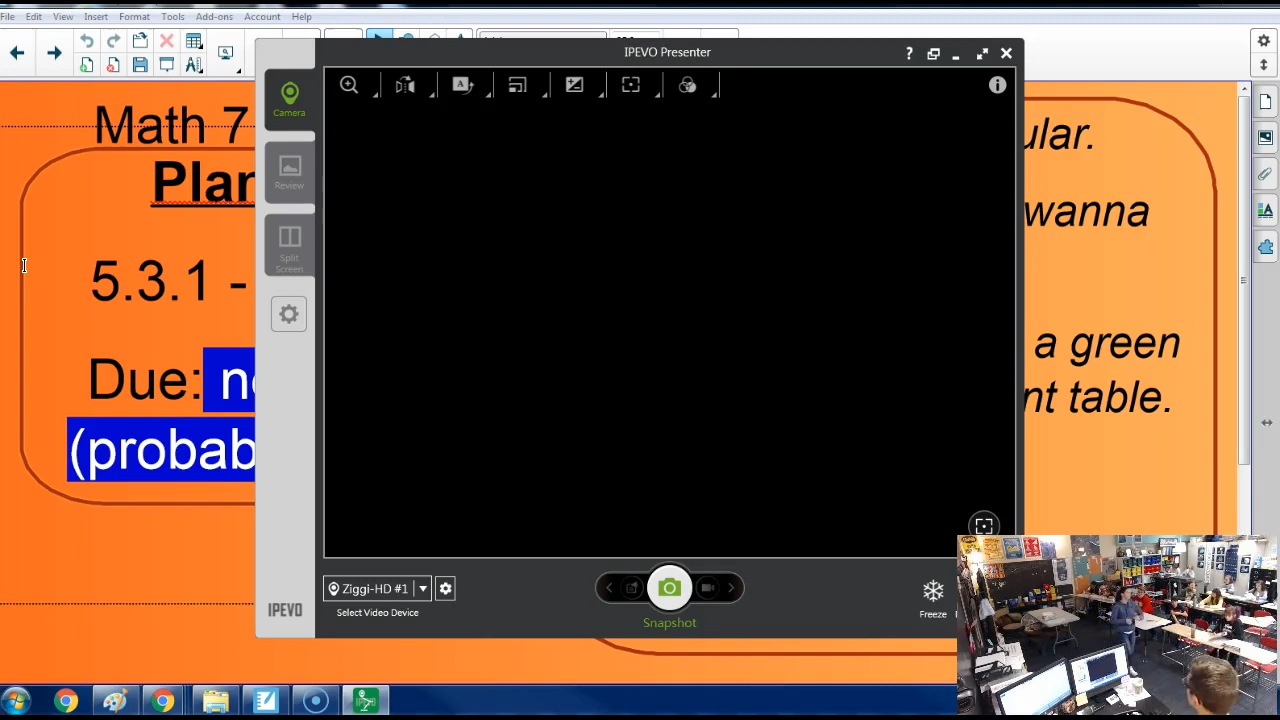 File Edit View Insert Format Tools Add-ons Account Help
IPEVO Presenter
Camera
Review
Split
Screen
Math 7
Plan
5.3.1 -
Due: n
(probab
ular.
wanna
a green
nt table.
Ziggi-HD #1
Select Video Device
Snapshot
Freeze
IPEVO